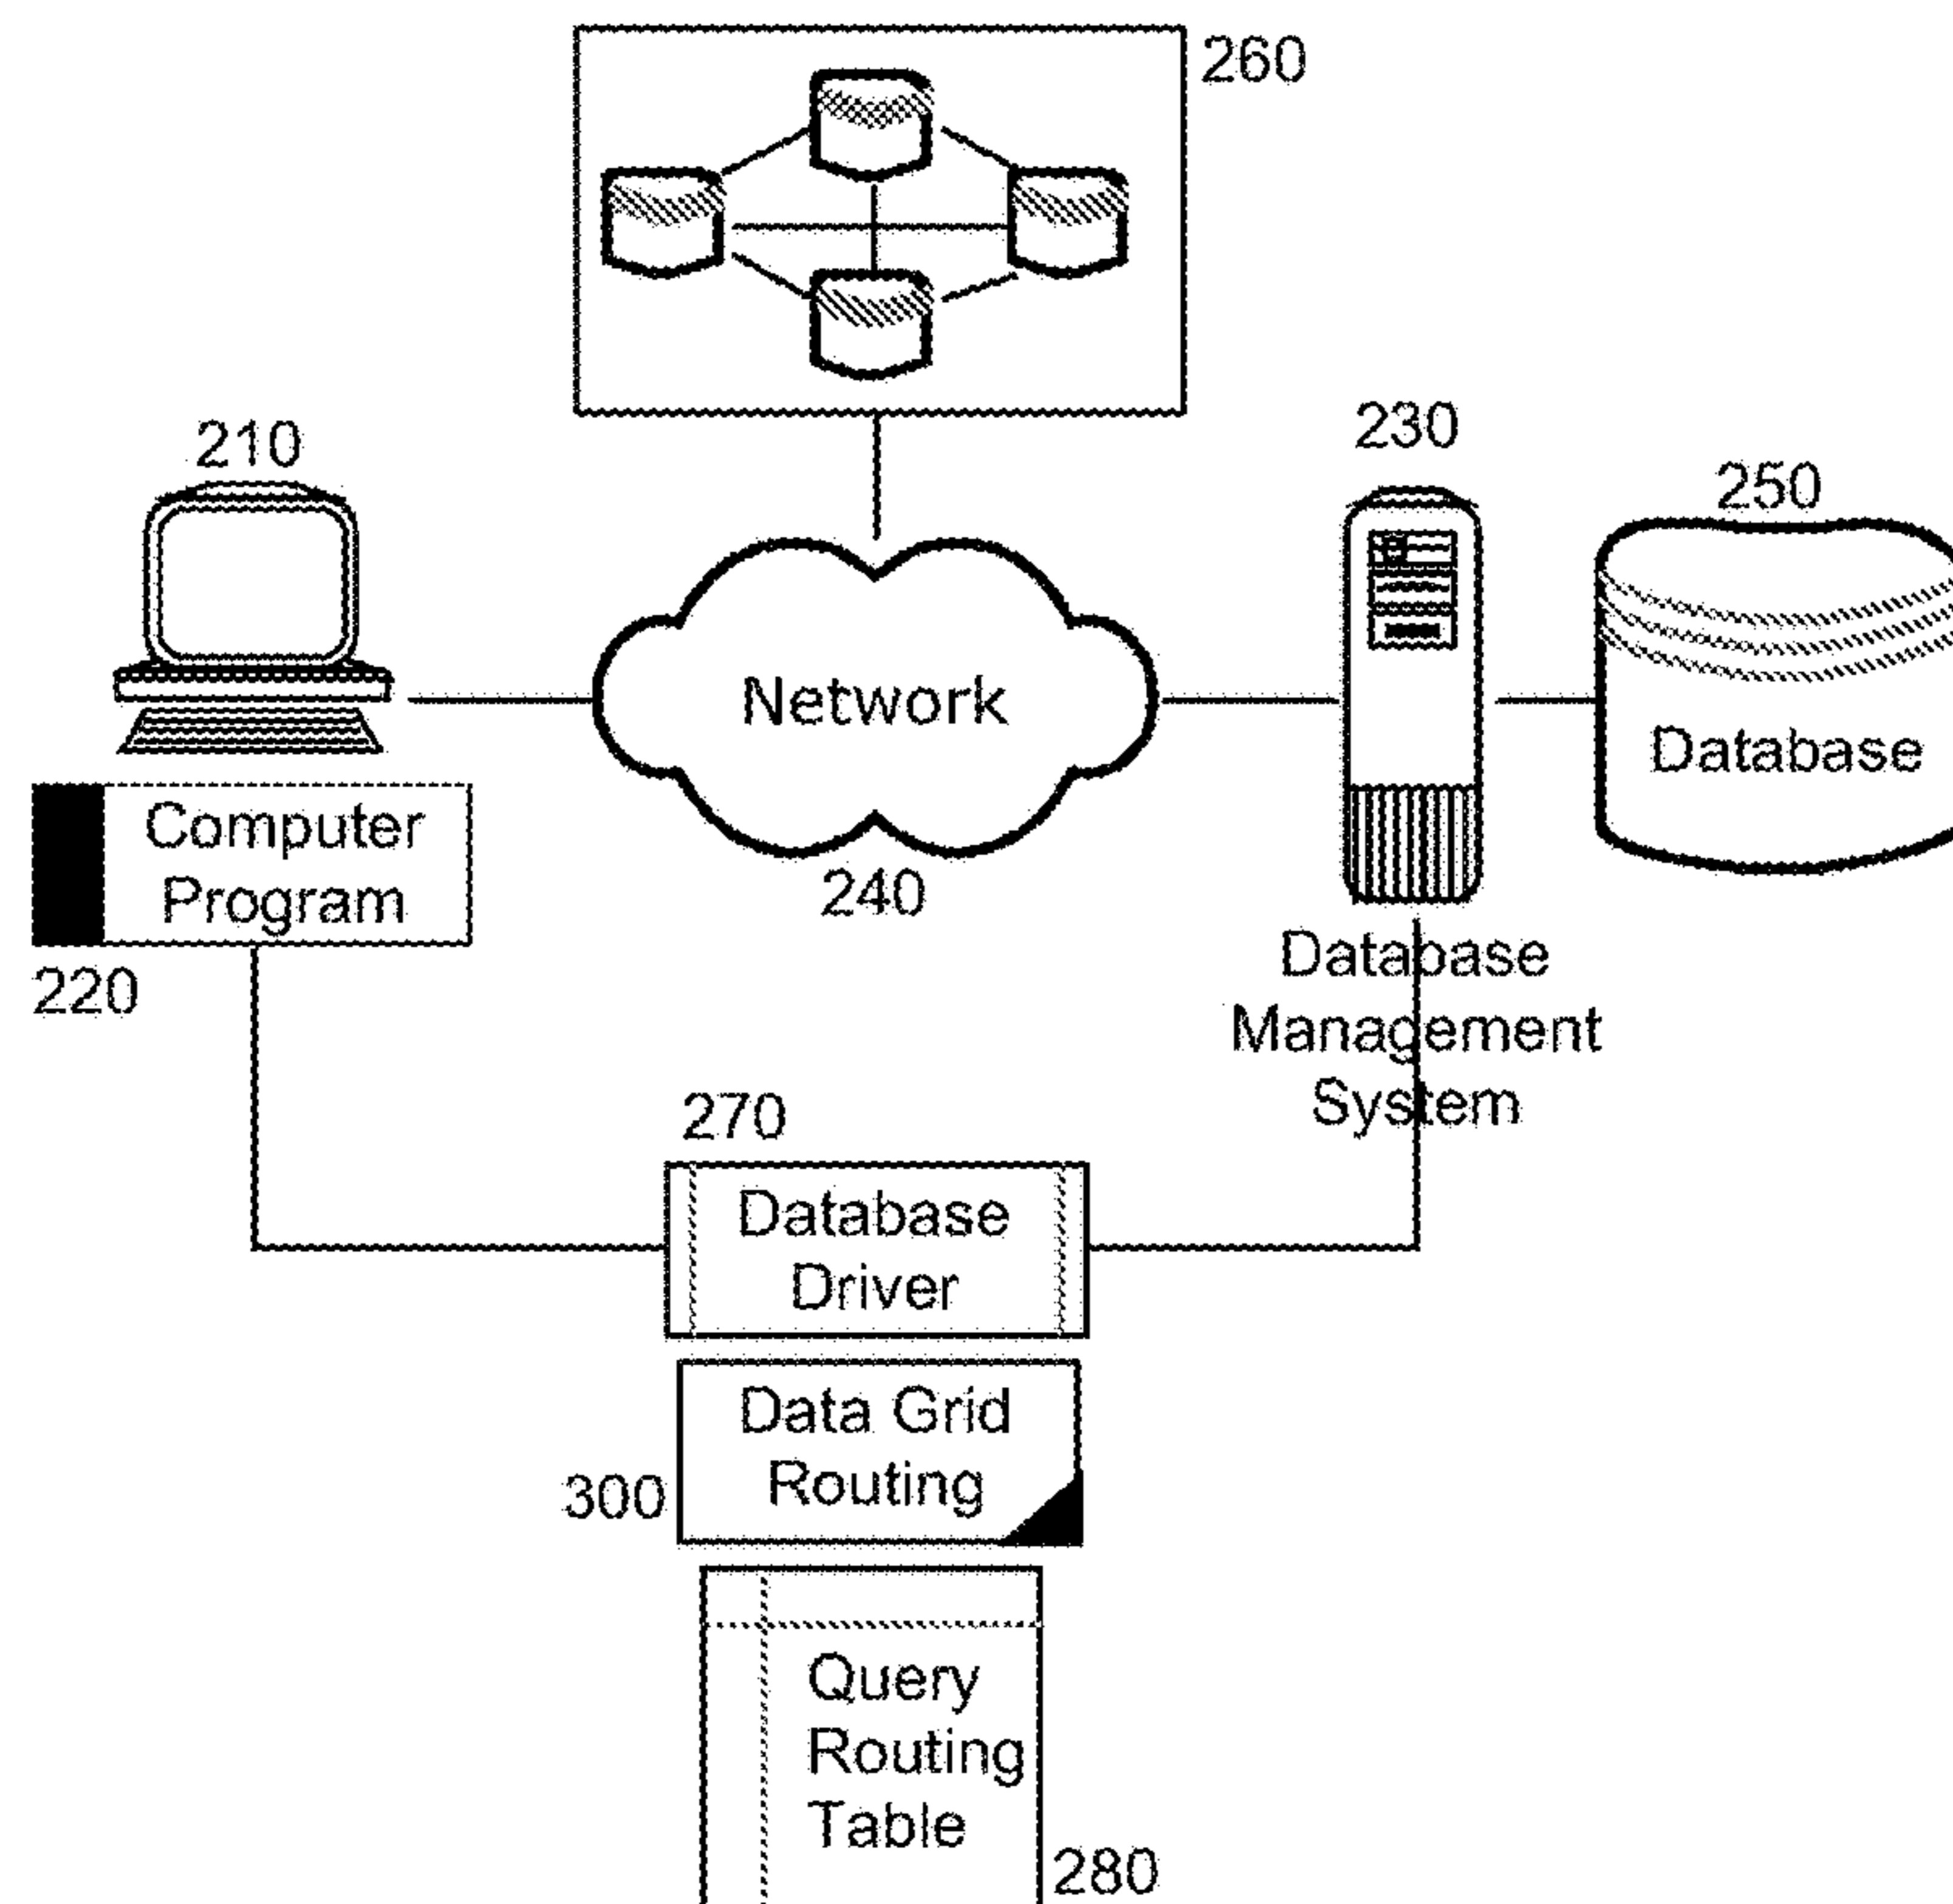 260
210
230
250
Network
Database
Computer
Program
240
220
Database
Management
System
270
Database
Driver
Data Grid
Routing
300
Query
Routing
Table
280